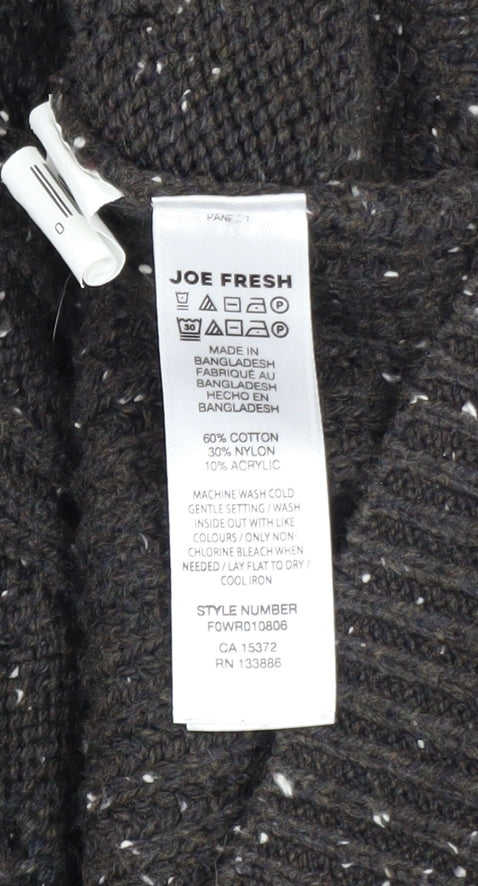 JOE FRESH
30
MADE IN
BANGLADESH
FABRIQUÉ AU
BANGLADESH
HECHO EN
BANGLADESH
60% COTTON
30% NYLON
10% ACRYLIC
MACHINE WASH COLD
GENTLE SETTING / WASH
INSIDE OUT WITH LIKE
COLOURS / ONLY NON-
CHLORINE BLEACH WHEN
NEEDED / LAY FLAT TO DRY /
COOL IRON
STYLE NUMBER
F0WR010806
CA 15372
RN 133886